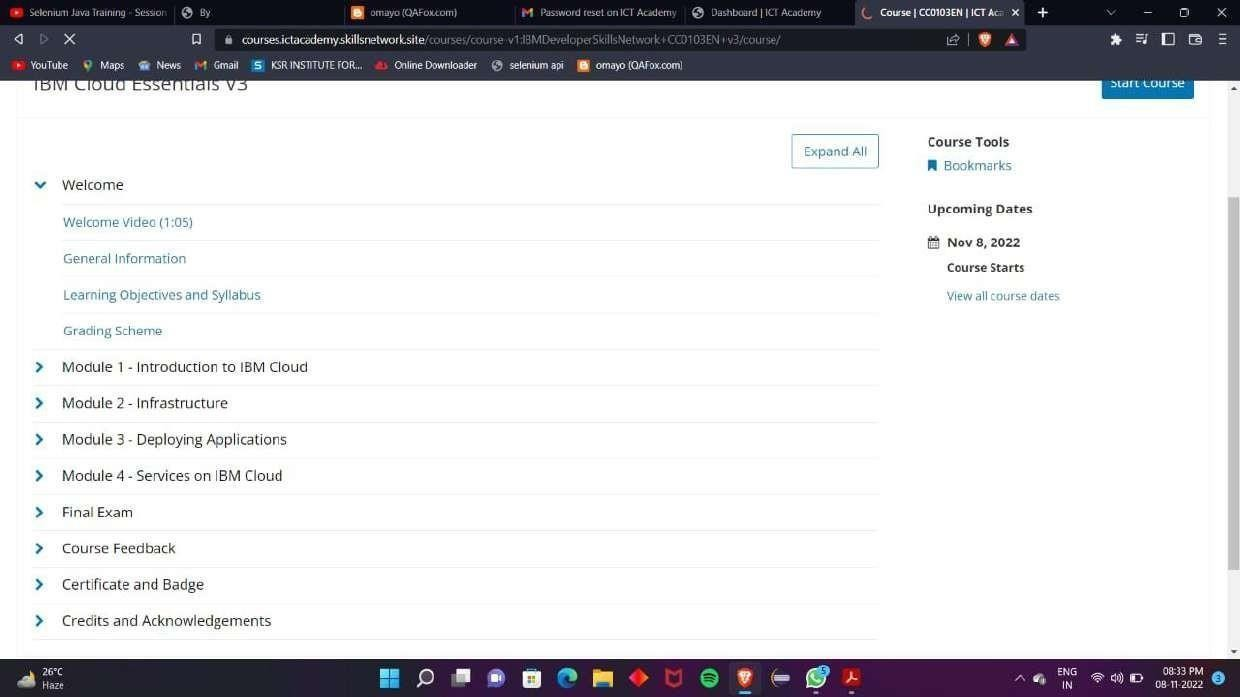 Selenium Java Training - Session
By
omayo (QAFox.com)
Password reset on ICT Academy
Dashboard | ICT Academy
Course | CC0103EN | ICT Aca
courses.ictacademy.skillsnetwork.site/courses/course-v1:IBMDeveloperSkillsNetwork+CC0103EN+v3/course/
YouTube
Maps
News
Gmail
KSR INSTITUTE FOR...
Online Downloader
selenium api
omayo (QAFox.com)
IBM Cloud Essentials V3
Start Course
Expand All
Welcome
Welcome Video (1:05)
General Information
Learning Objectives and Syllabus
Grading Scheme
Module 1 - Introduction to IBM Cloud
Module 2 - Infrastructure
Module 3 - Deploying Applications
Module 4 - Services on IBM Cloud
Final Exam
Course Feedback
Certificate and Badge
Credits and Acknowledgements
Course Tools
Bookmarks
Upcoming Dates
Nov 8, 2022
Course Starts
View all course dates
26°C
Haze
5
ENG
IN
08:33 PM
08-11-2022
3